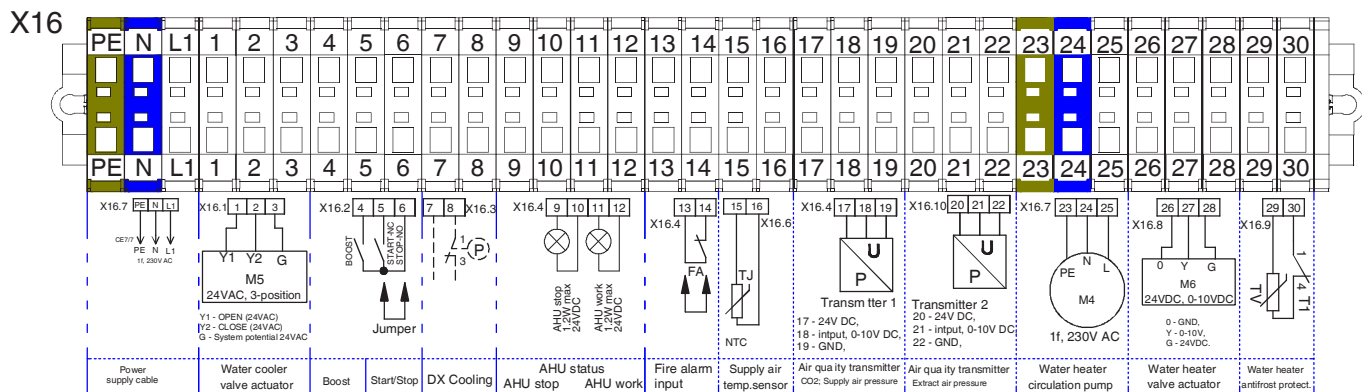 X16
PE N L1 1 2 3 4 5 6 7 8 9 10 11 12 13 14 15 16 17 18 19 20 21 22 23 24 25 26 27 28 29 30
PE N L1 1 2 3 4 5 6 7 8 9 10 11 12 13 14 15 16 17 18 19 20 21 22 23 24 25 26 27 28 29 30
X16.7 PE N L1
CE7/7
PE N L1
1f, 230V AC
Power
supply cable
X16.1 1 2 3
Y1 Y2 G
M5
24VAC, 3-position
Y1 - OPEN (24VAC)
Y2 - CLOSE (24VAC)
G - System potential 24VAC
Water cooler
valve actuator
X16.2 4 5 6
BOOST
START-NO
STOP-NO
Jumper
Boost
Start/Stop
7 8 X16.3
1
3
P
DX Cooling
X16.4 9 10 11 12
AHU stop
1.2W max
24VDC
AHU work
1.2W max
24VDC
AHU status
AHU stop AHU work
13 14
X16.4
FA
Fire alarm
input
15 16
X16.6
TJ
NTC
Supply air
temp.sensor
X16.4 17 18 19
U
P
Transm tter 1
17 - 24V DC,
18 - intput, 0-10V DC
19 - GND,
Air qua ity transmitter
CO2; Supply air pressure
X16.10 20 21 22
U
P
Transmitter 2
20 - 24V DC,
21 - intput, 0-10V DC
22 - GND,
Air qua ity transmitter
Extract air pressure
X16.7 23 24 25
PE N L
M4
1f, 230V AC
Water heater
circulation pump
26 27 28
X16.8
0 Y G
M6
24VDC, 0-10VDC
0 - GND,
Y - 0-10V,
G - 24VDC.
Water heater
valve actuator
29 30
X16.9
TV
1
4
T1
Water heater
antifrost protect.